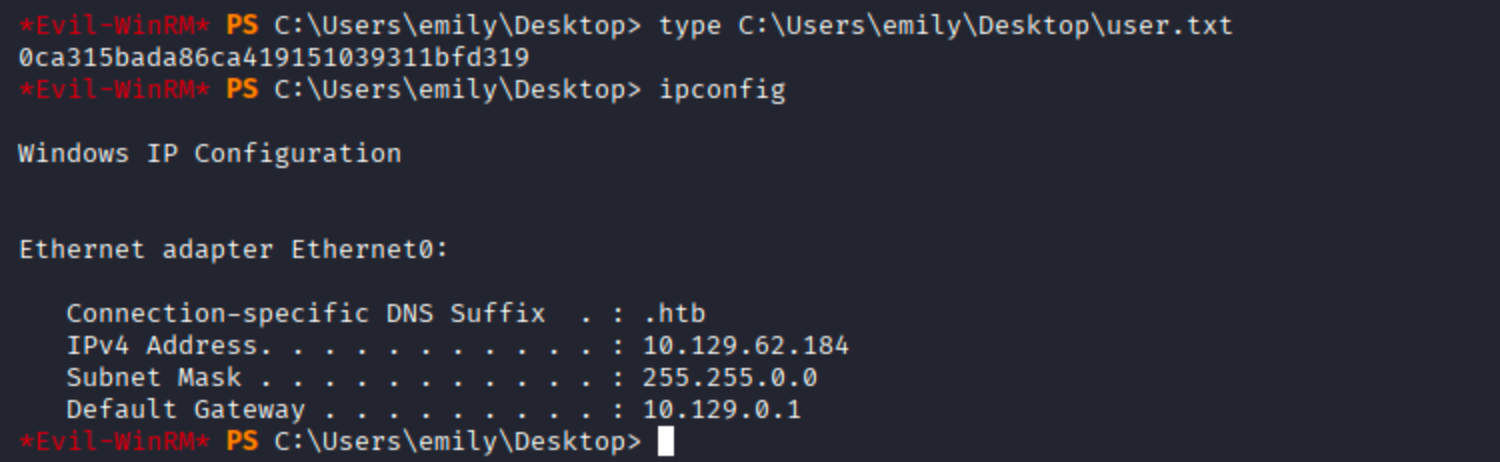 *Evil-WinRM* PS C:\Users\emily\Desktop> type C:\Users\emily\Desktop\user.txt
0ca315bada86ca419151039311bfd319
*Evil-WinRM* PS C:\Users\emily\Desktop> ipconfig
Windows IP Configuration
Ethernet adapter Ethernet0:
   Connection-specific DNS Suffix  . : .htb
   IPv4 Address. . . . . . . . . . . : 10.129.62.184
   Subnet Mask . . . . . . . . . . . : 255.255.0.0
   Default Gateway . . . . . . . . . : 10.129.0.1
*Evil-WinRM* PS C:\Users\emily\Desktop>